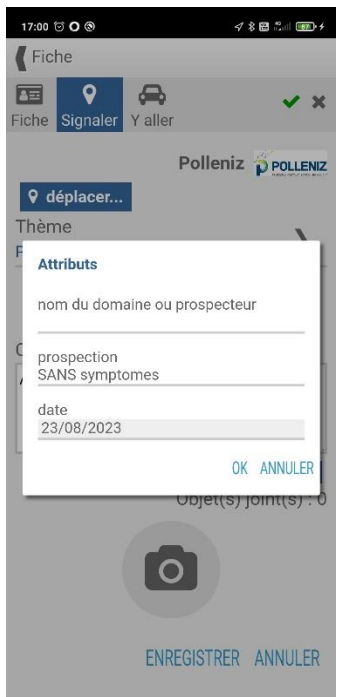 17:00
87
Fiche
Fiche Signaler Y aller
Polleniz POLLENIZ
déplacer...
Thème
Attributs
nom du domaine ou prospecteur
prospection
SANS symptomes
date
23/08/2023
OK ANNULER
Objet(s) joint(s) : 0
ENREGISTRER ANNULER